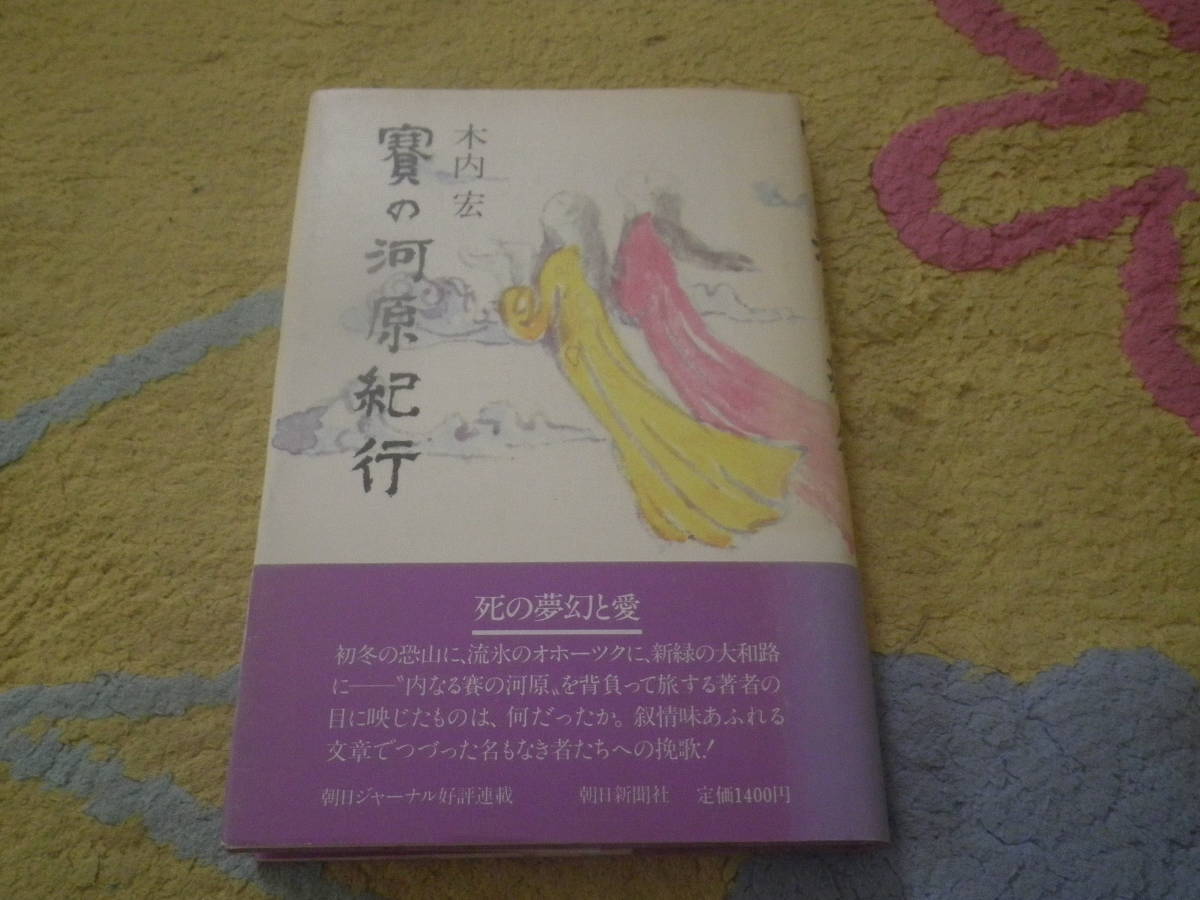 木内 宏
賽の河原紀行
死の夢幻と愛
初冬の恐山に、流氷のオホーツクに、新緑の大和路
に――〝内なる賽の河原〟を背負って旅する著者の
目に映じたものは、何だったか。叙情味あふれる
文章でつづった名もなき者たちへの挽歌!
朝日ジャーナル好評連載 朝日新聞社 定価1400円